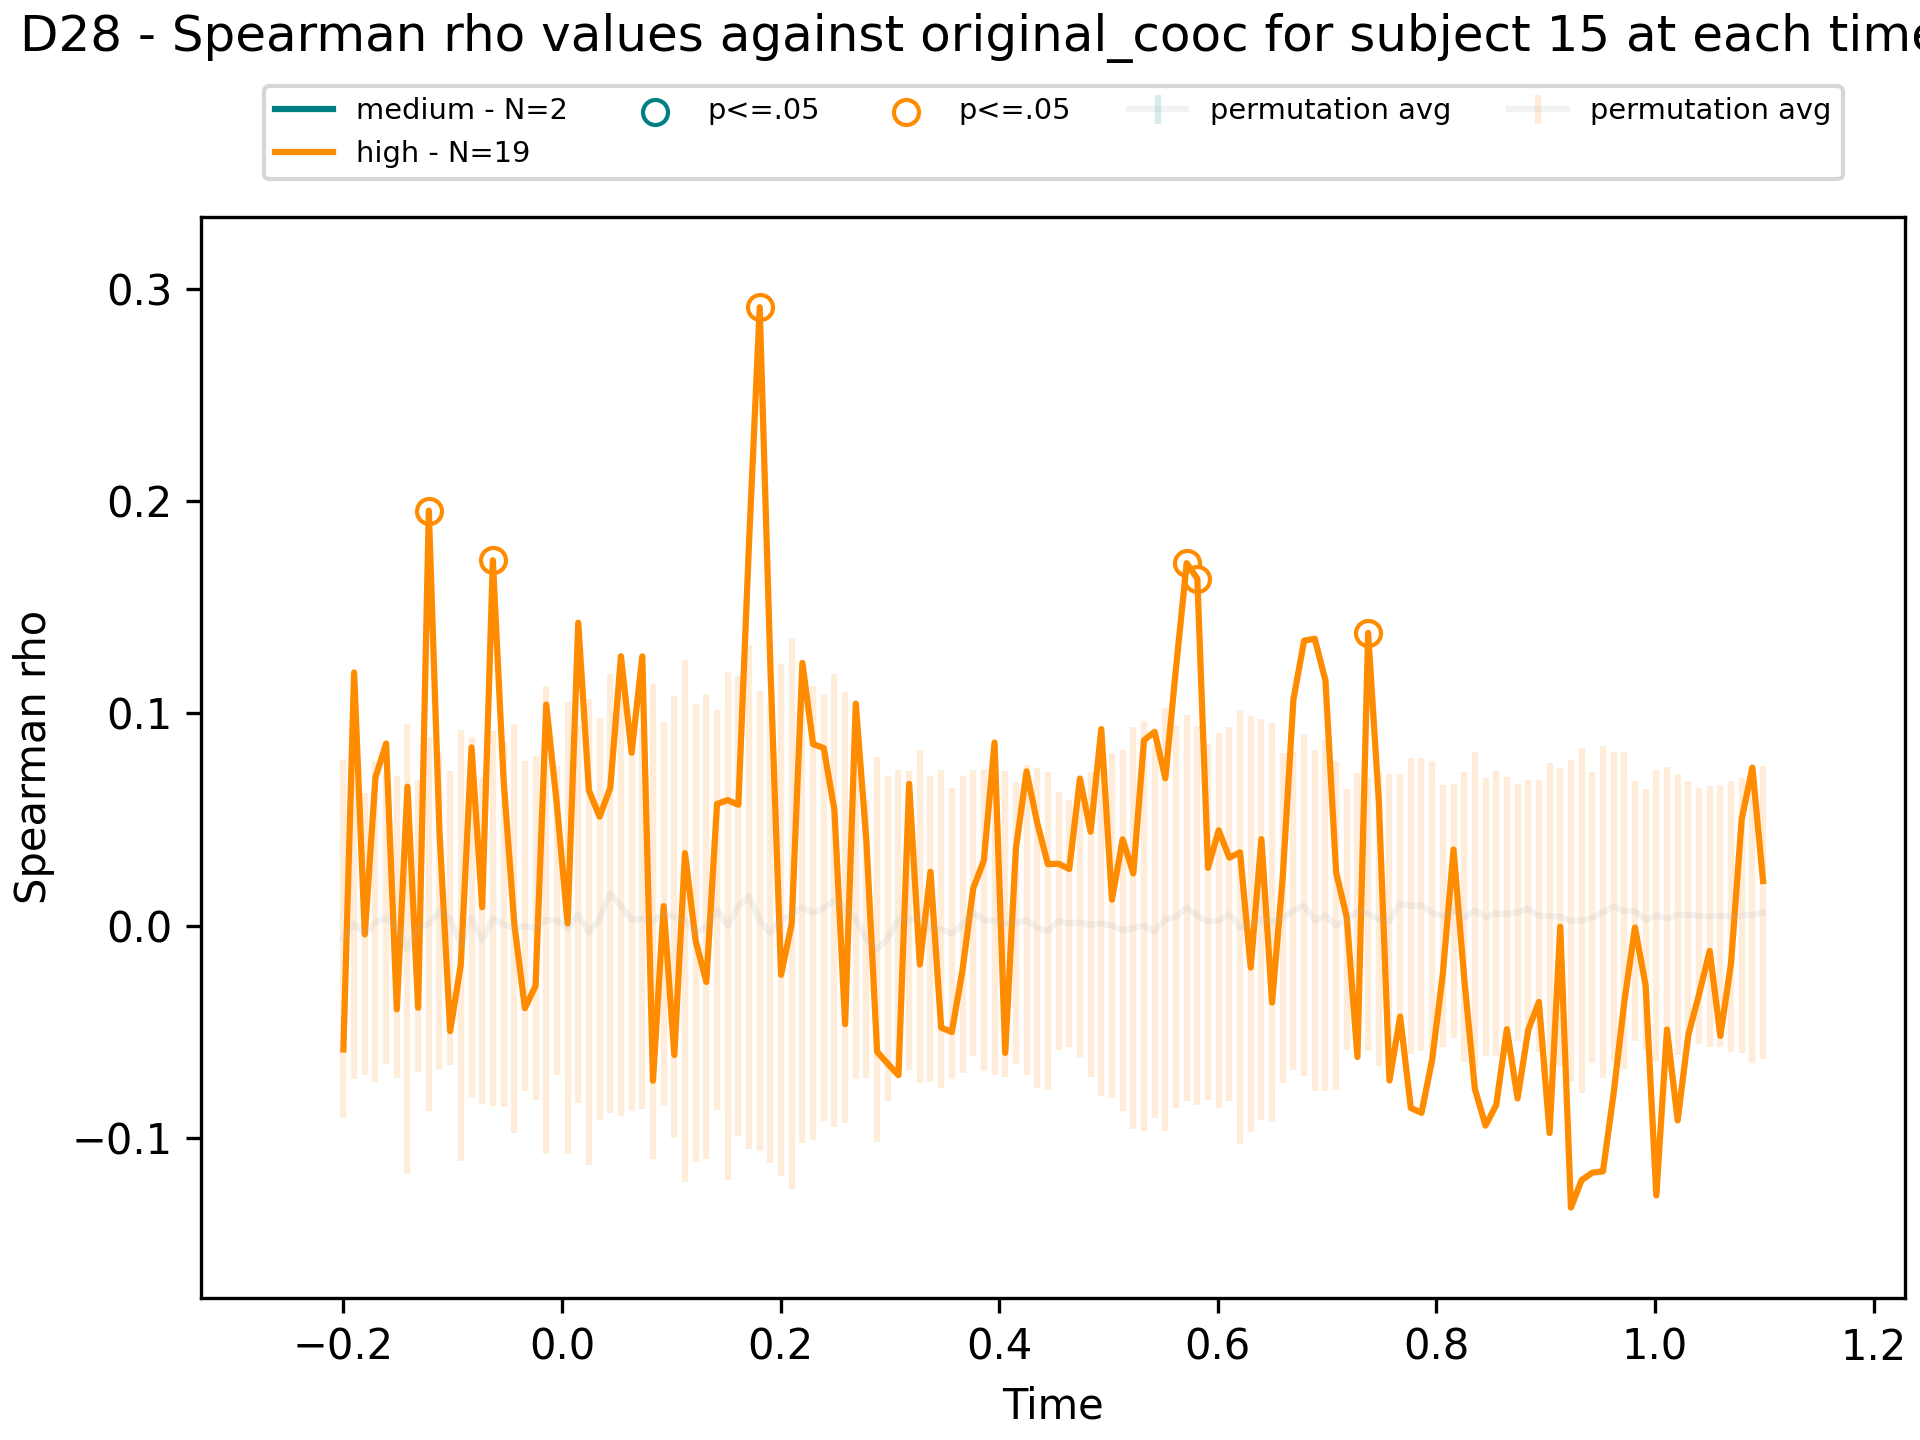 D28 - Spearman rho values against original_cooc for subject 15 at each time
medium - N=2 p<=.05 p<=.05 permutation avg permutation avg
high - N=19
0.3
0.2
0.1
0.0
−0.1
Spearman rho
−0.2 0.0 0.2 0.4 0.6 0.8 1.0 1.2
Time